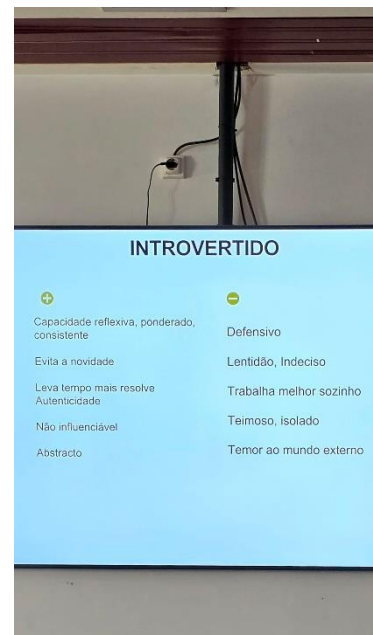 INTROVERTIDO
Capacidade reflexiva, ponderado,
consistente
Evita a novidade
Leva tempo mais resolve
Autenticidade
Não influenciável
Abstracto
Defensivo
Lentidão, Indeciso
Trabalha melhor sozinho
Teimoso, isolado
Temor ao mundo externo